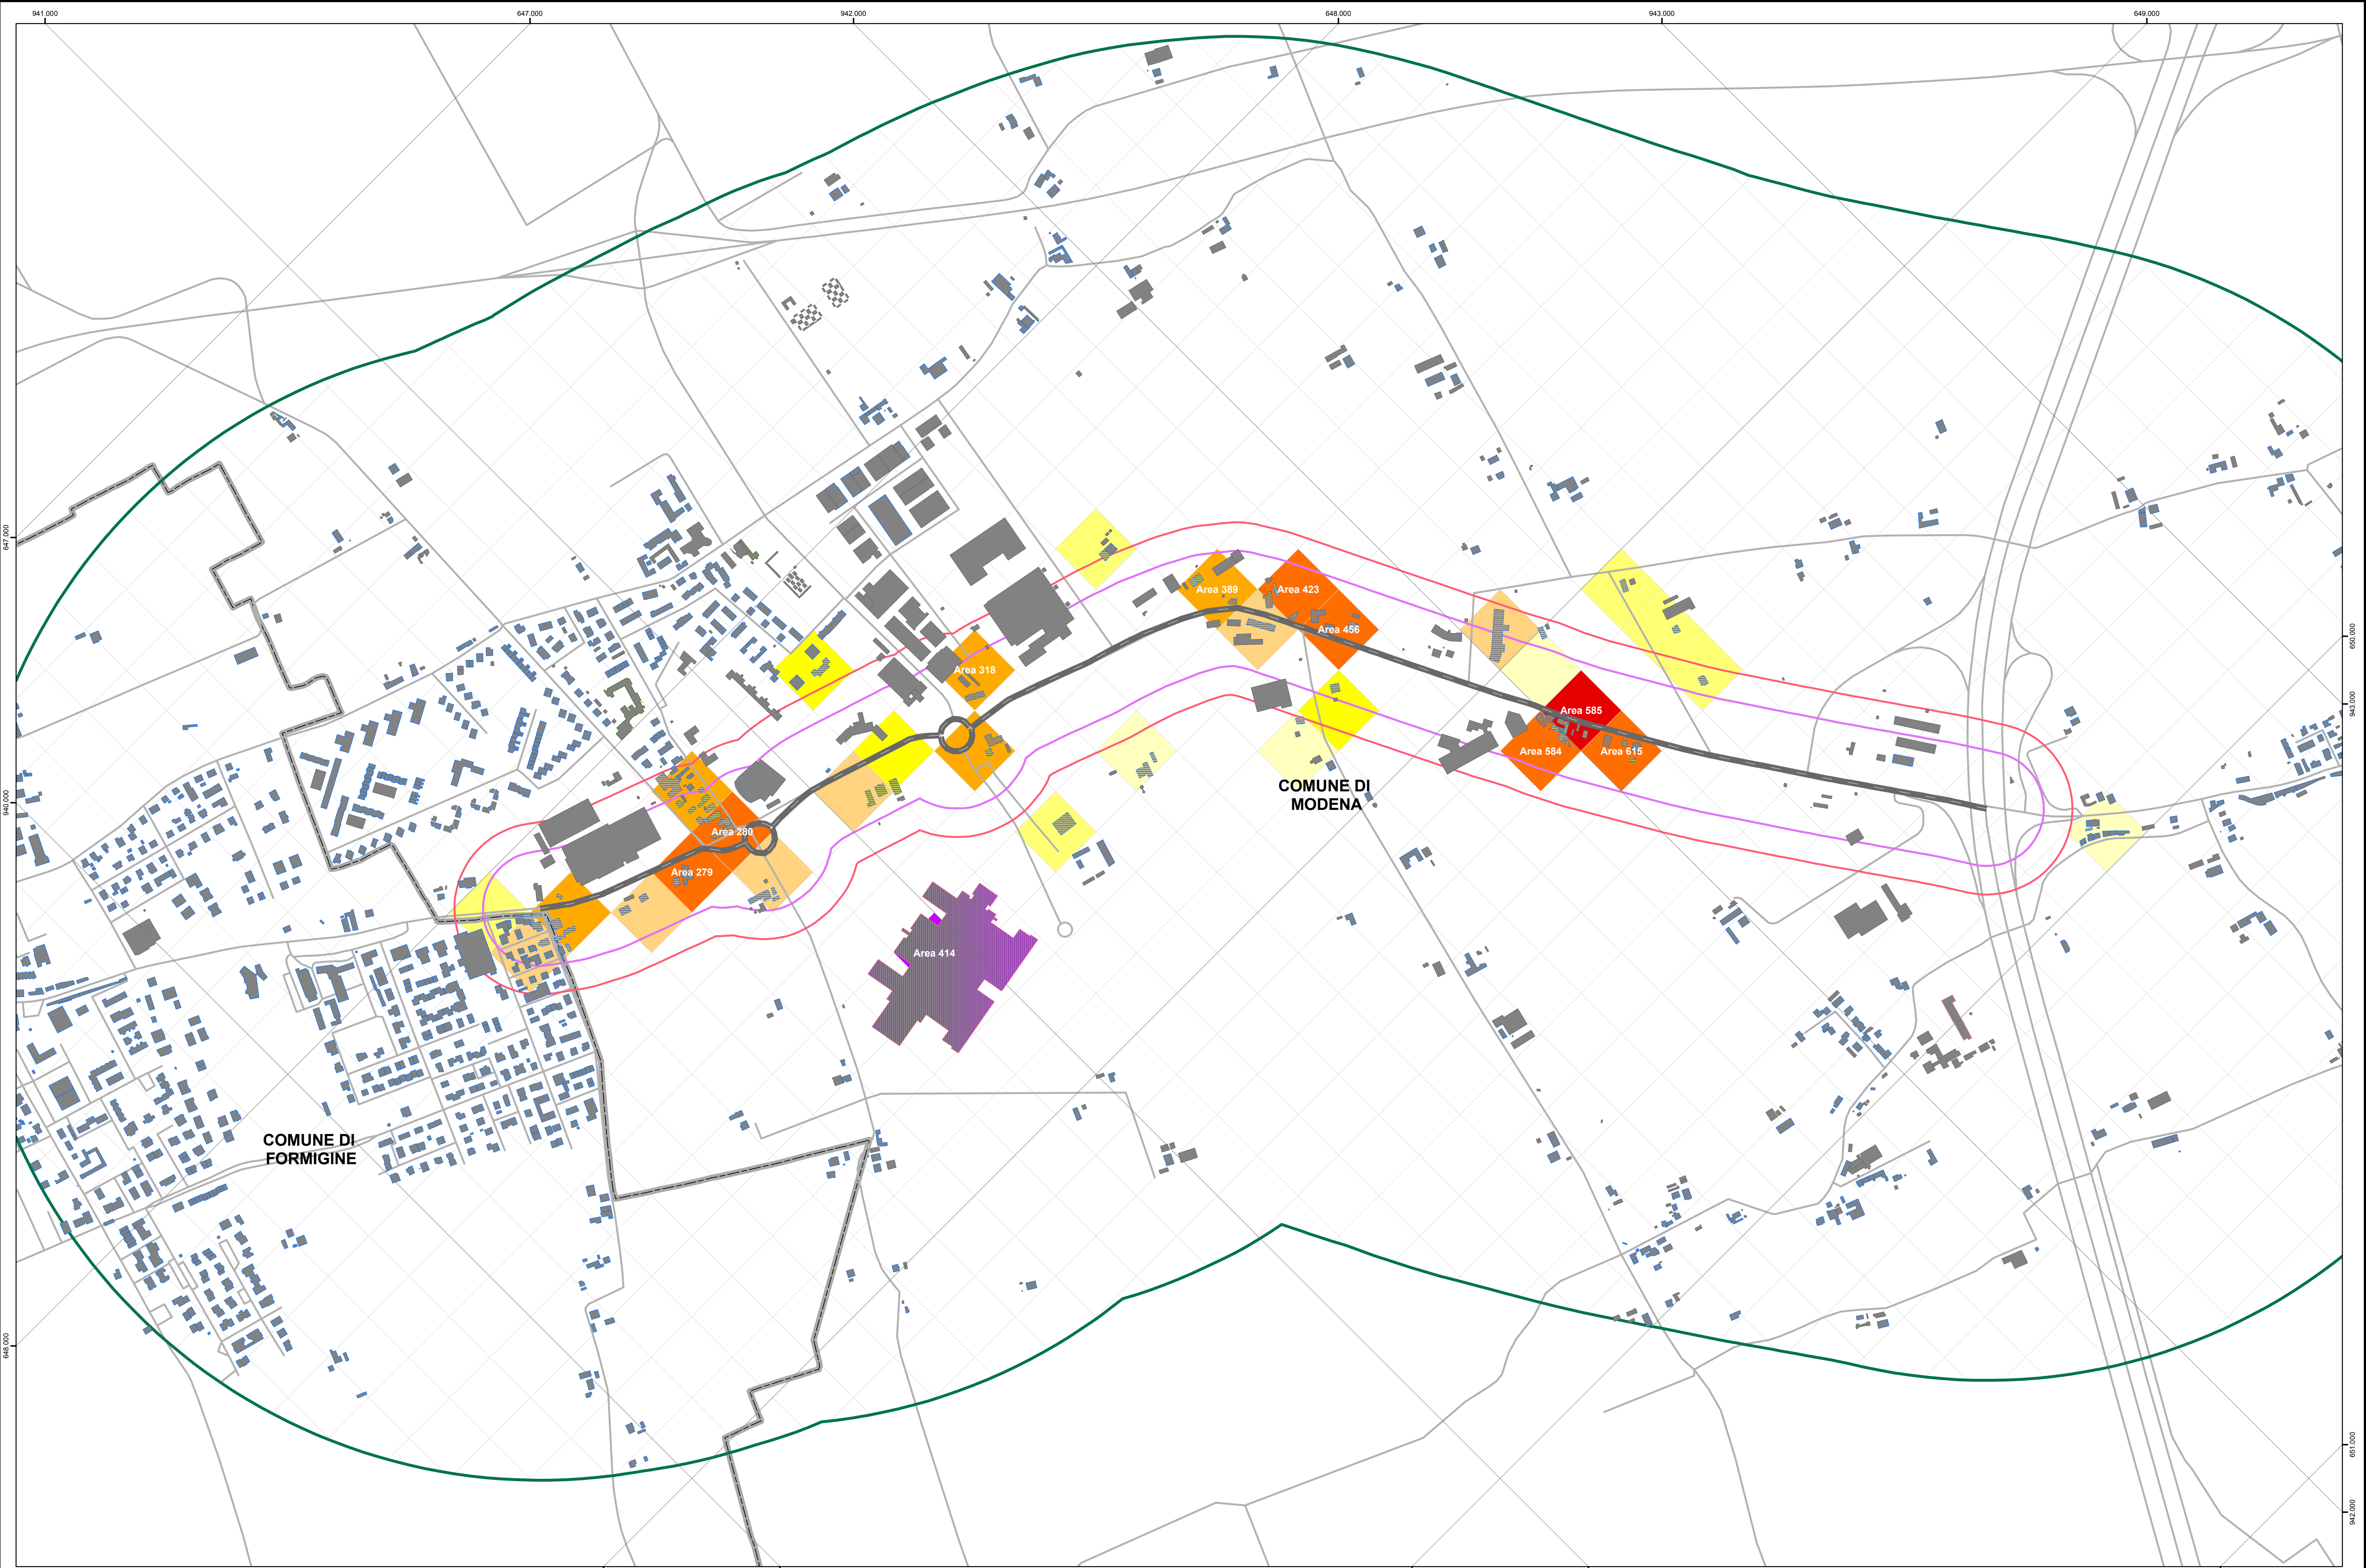 941.000
647.000
942.000
648.000
943.000
649.000
647.000
940.000
648.000
650.000
943.000
651.000
942.000
Area 389
Area 423
Area 456
Area 318
Area 585
Area 584
Area 615
Area 280
Area 279
Area 414
COMUNE DI
MODENA
COMUNE DI
FORMIGINE